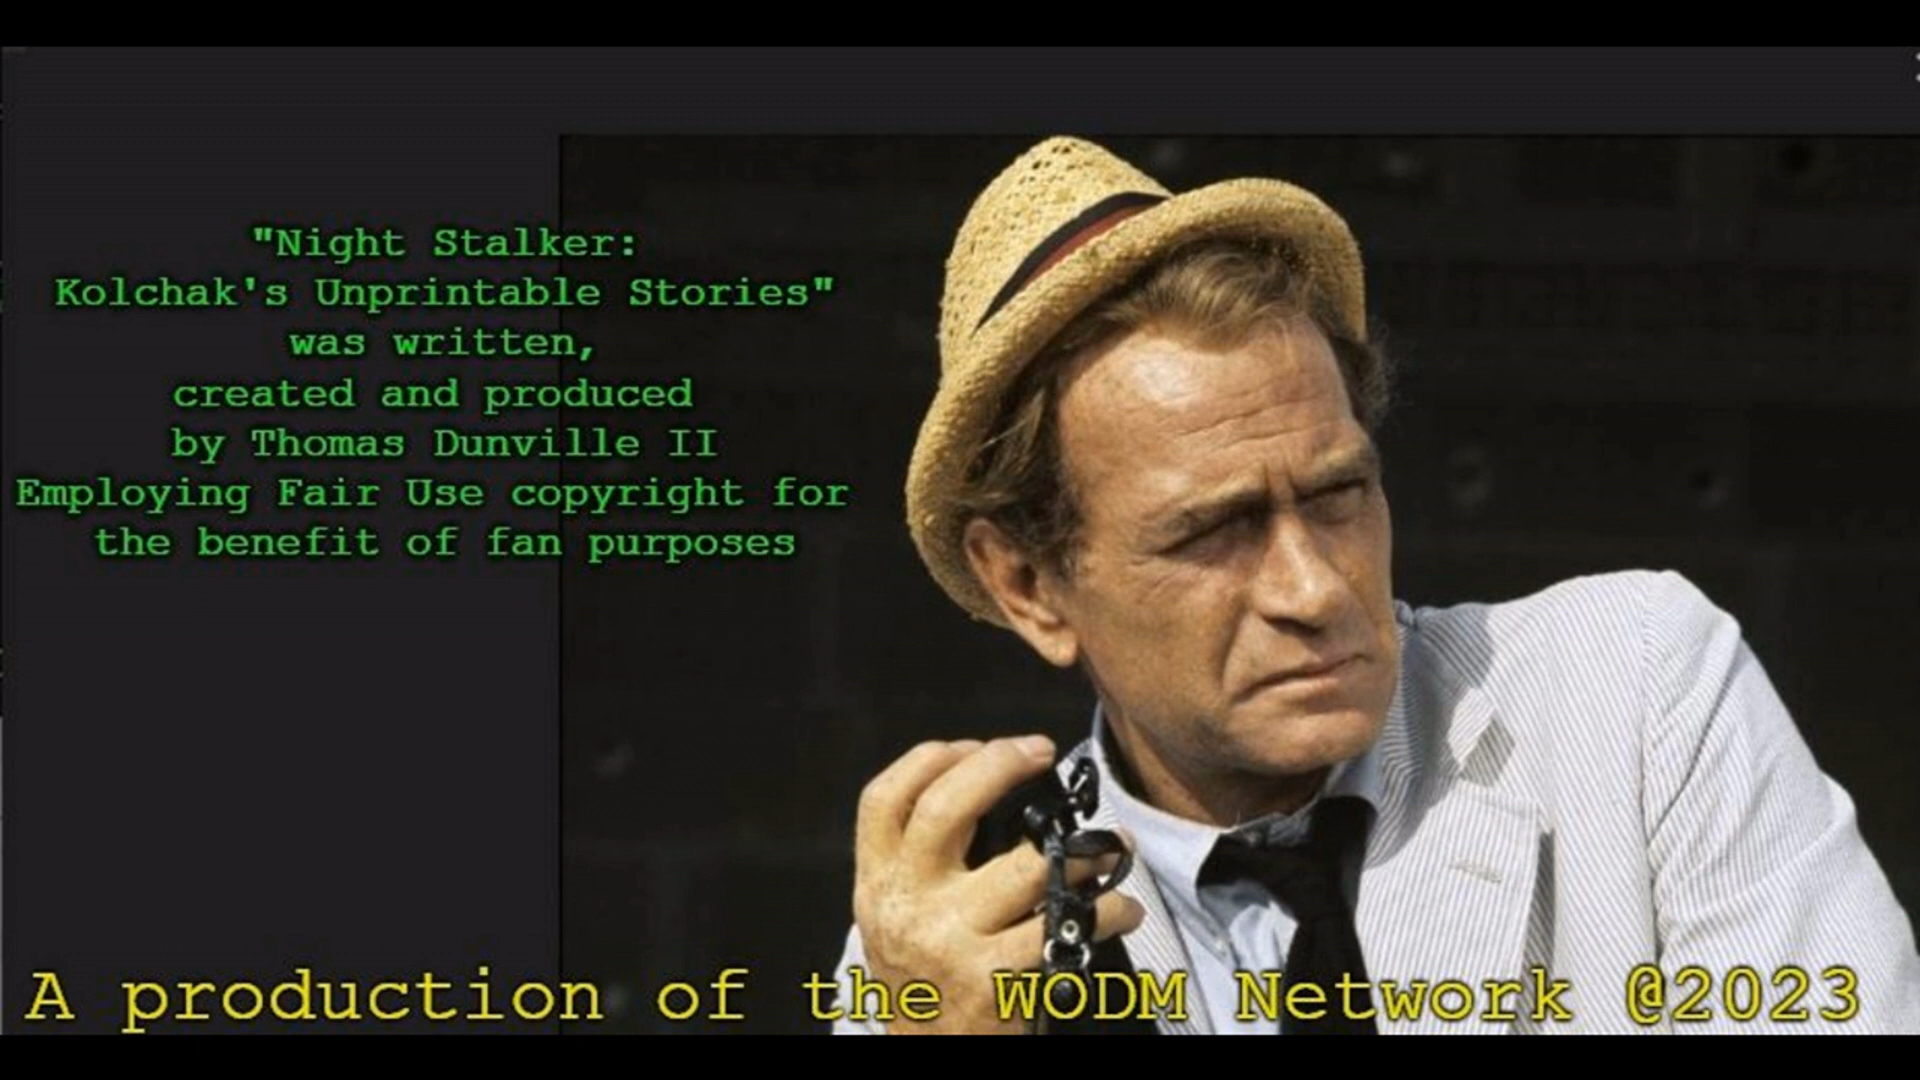 "Night Stalker:
Kolchak's Unprintable Stories"
was written,
created and produced
by Thomas Dunville II
Employing Fair Use copyright for
the benefit of fan purposes
A production of the WODM Network @2023